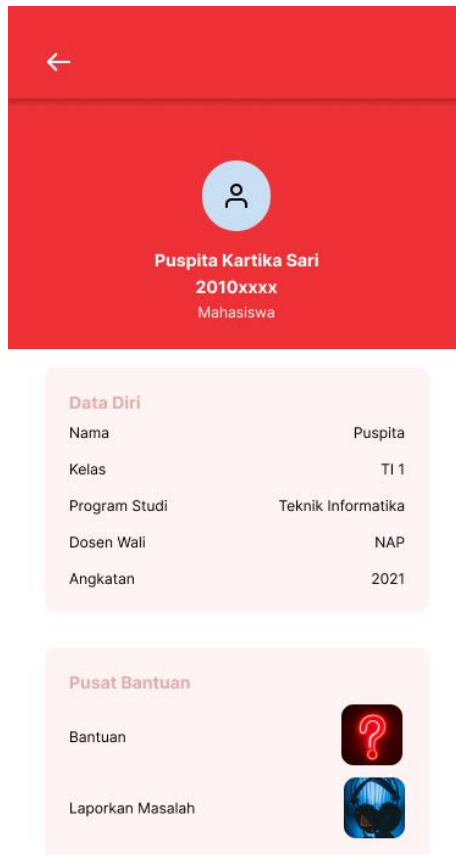 Puspita Kartika Sari
2010xxxx
Mahasiswa
Data Diri
Nama Puspita
Kelas TI 1
Program Studi Teknik Informatika
Dosen Wali NAP
Angkatan 2021
Pusat Bantuan
Bantuan
Laporkan Masalah